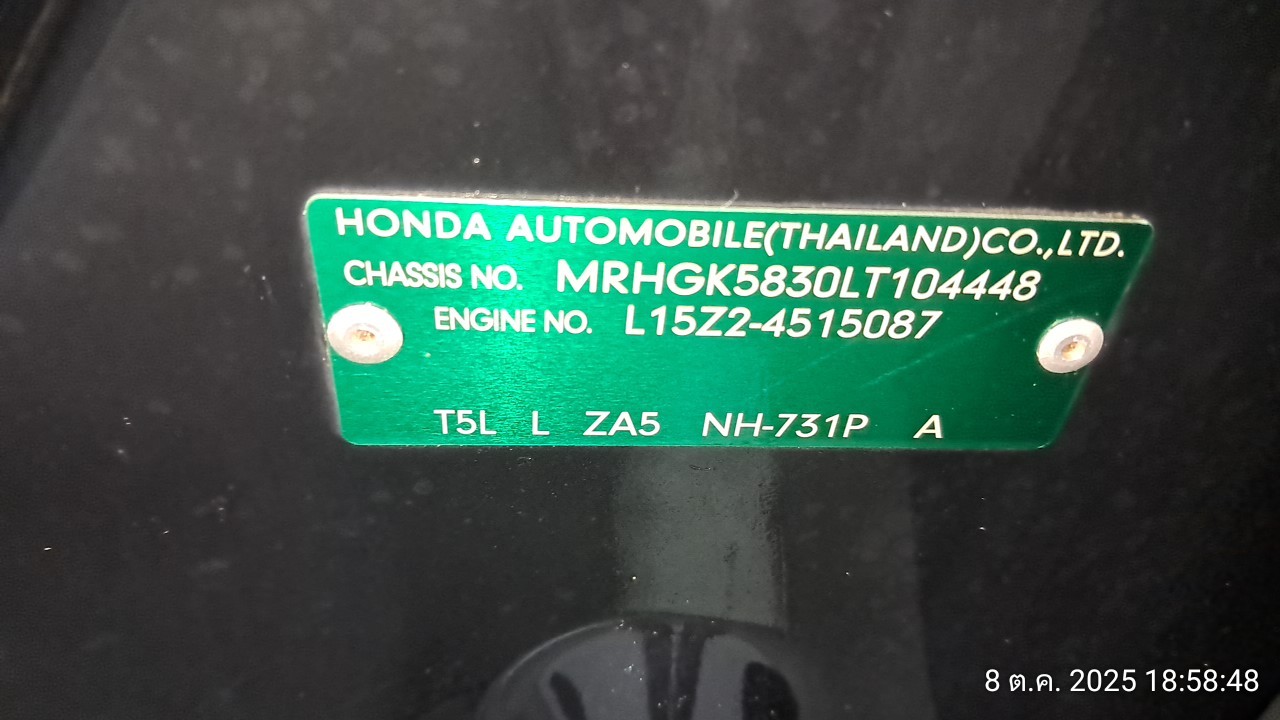 HONDA AUTOMOBILE(THAILAND)CO.,LTD.
CHASSIS NO. MRHGK5830LT104448
ENGINE NO. L15Z2-4515087
T5L L ZA5 NH-731P A
8 ต.ค. 2025 18:58:48